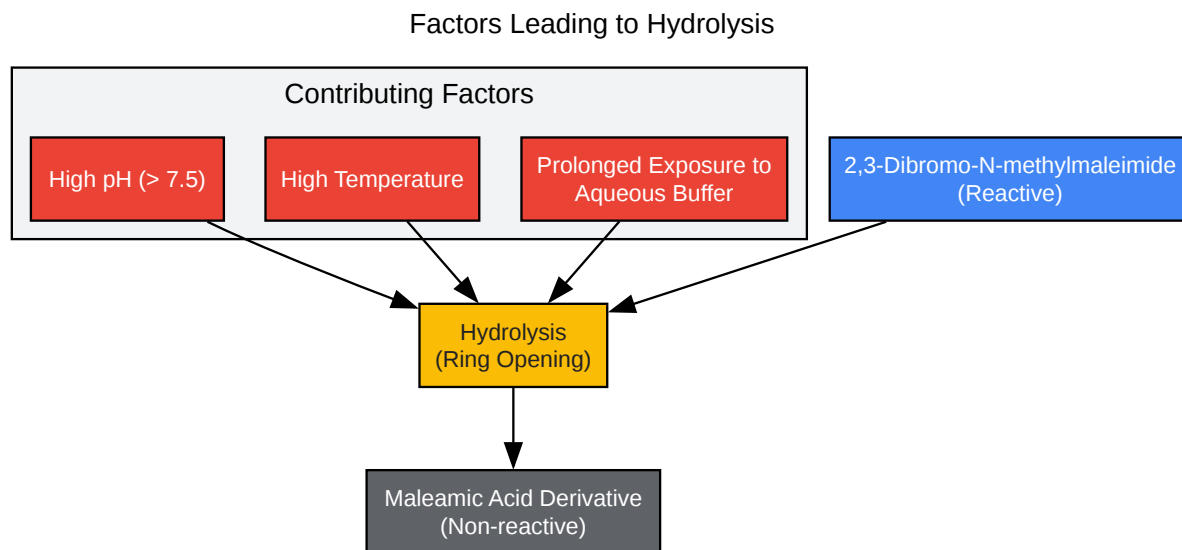 Factors Leading to Hydrolysis
Contributing Factors
High pH (> 7.5)
High Temperature
Prolonged Exposure to
Aqueous Buffer
2,3-Dibromo-N-methylmaleimide
(Reactive)
Hydrolysis
(Ring Opening)
Maleamic Acid Derivative
(Non-reactive)